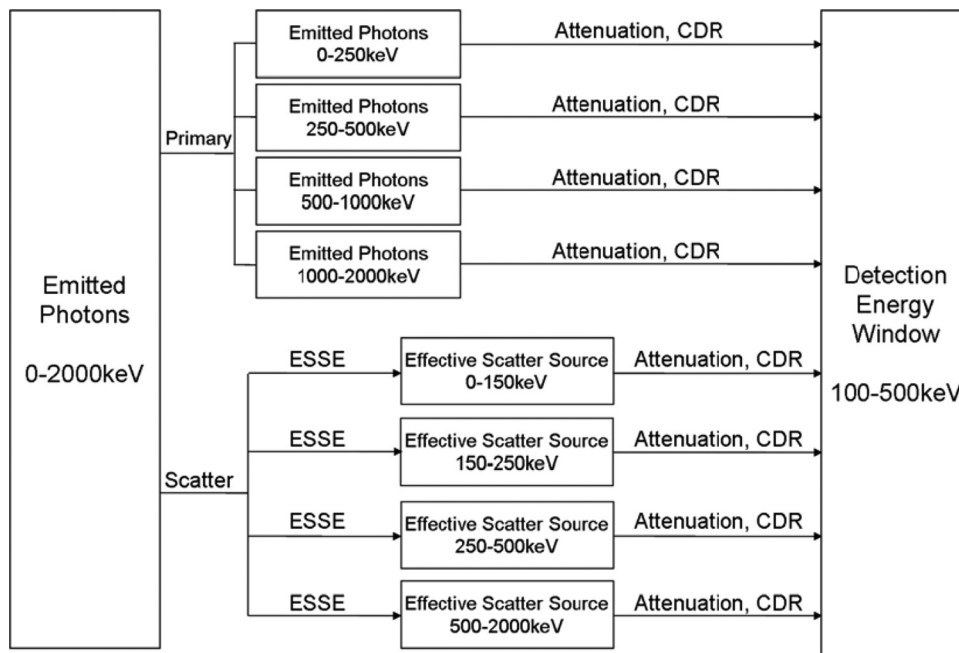 Emitted
Photons
0-2000keV
Primary
Emitted Photons
0-250keV
Attenuation, CDR
Emitted Photons
250-500keV
Attenuation, CDR
Emitted Photons
500-1000keV
Attenuation, CDR
Emitted Photons
1000-2000keV
Attenuation, CDR
Scatter
ESSE
Effective Scatter Source
0-150keV
Attenuation, CDR
ESSE
Effective Scatter Source
150-250keV
Attenuation, CDR
ESSE
Effective Scatter Source
250-500keV
Attenuation, CDR
ESSE
Effective Scatter Source
500-2000keV
Attenuation, CDR
Detection
Energy
Window
100-500keV